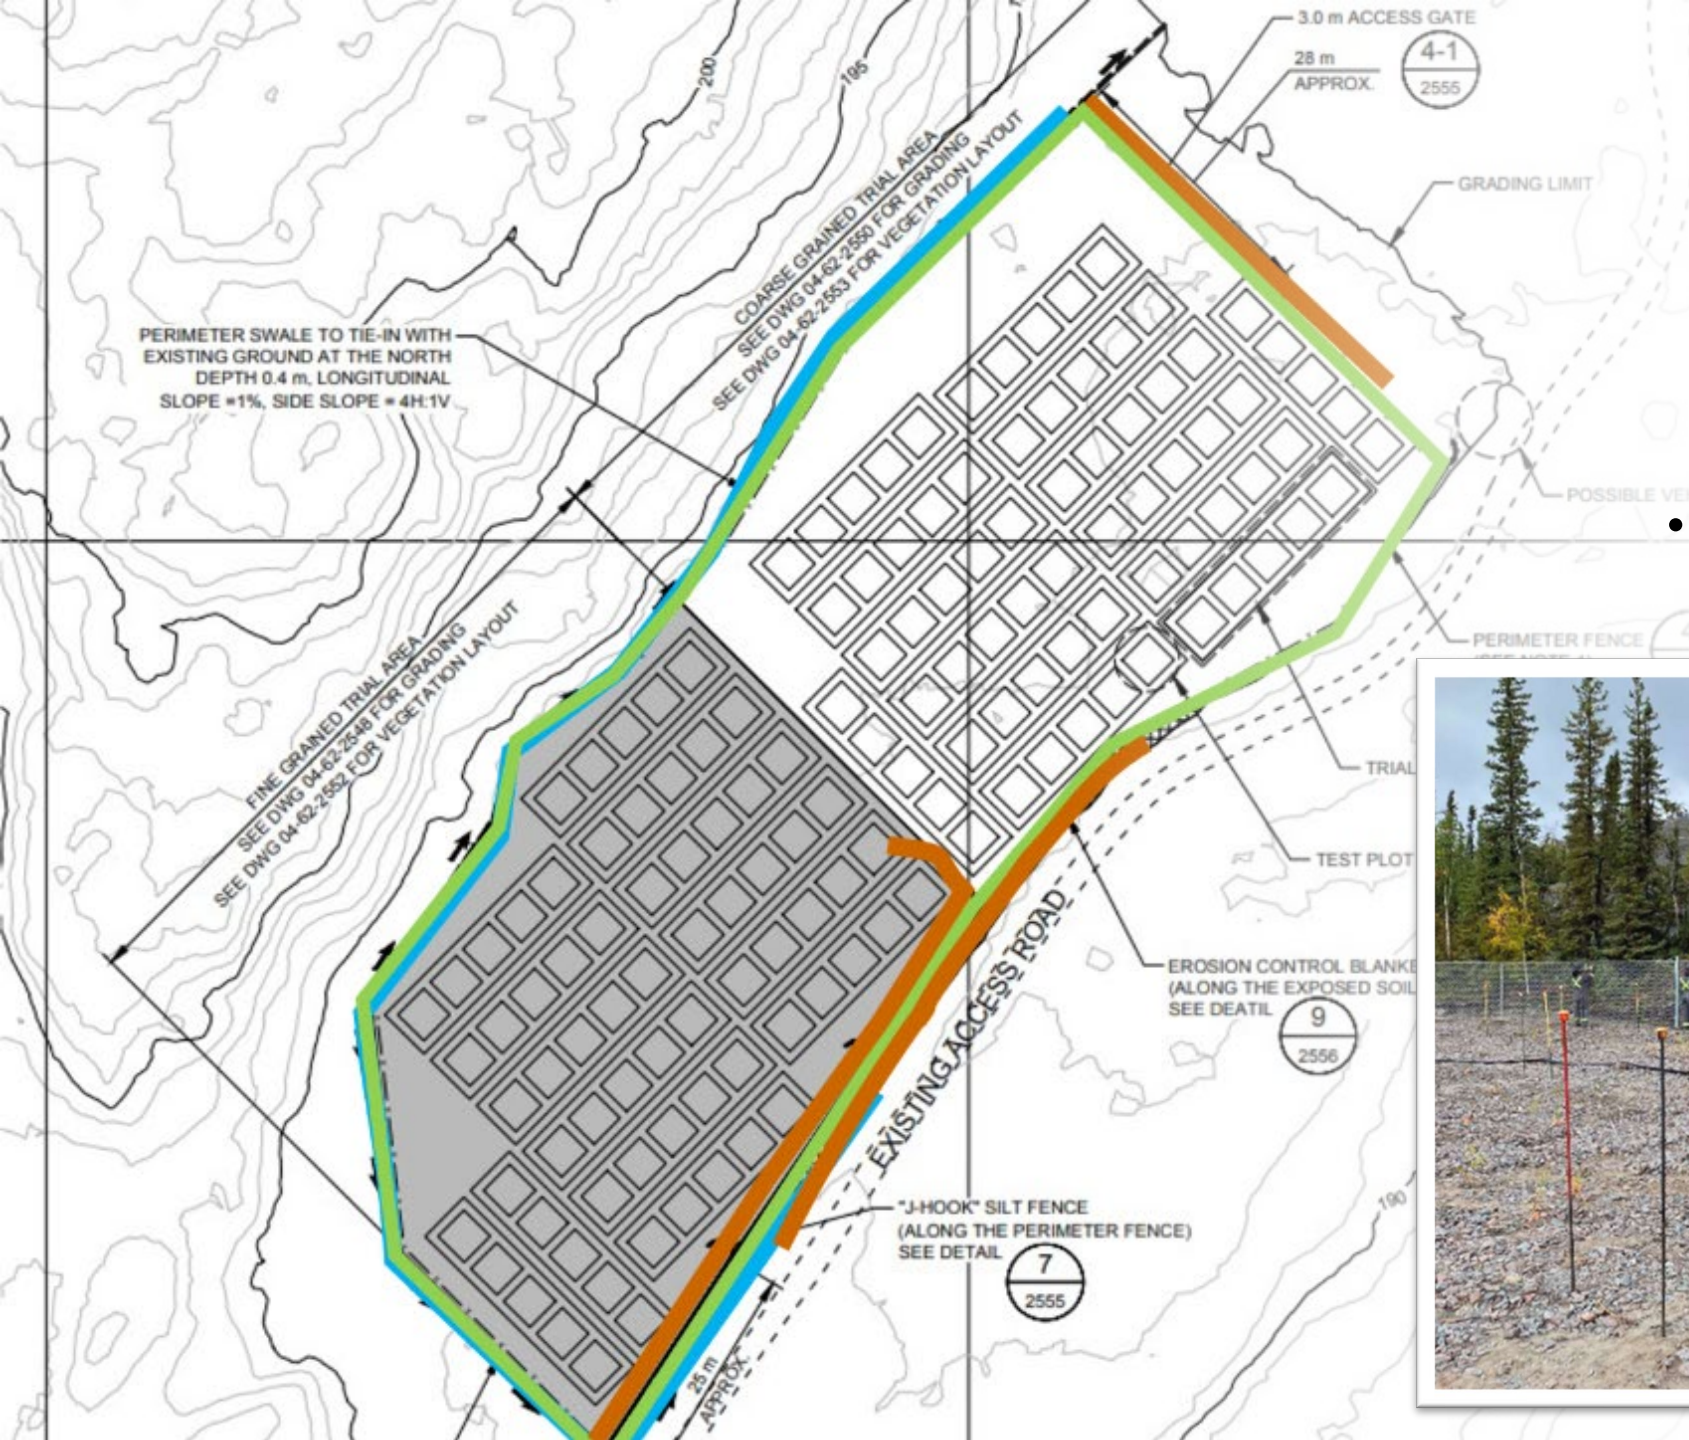 3.0 m ACCESS GATE
28 m
APPROX.
4-1
2555
200
195
GRADING LIMIT
COARSE GRAINED TRIAL AREA
SEE DWG 04-62-2550 FOR GRADING
SEE DWG 04-62-2553 FOR VEGETATION LAYOUT
PERIMETER SWALE TO TIE-IN WITH
EXISTING GROUND AT THE NORTH
DEPTH 0.4 m, LONGITUDINAL
SLOPE =1%, SIDE SLOPE = 4H:1V
POSSIBLE
•
PERIMETER FENCE
FINE GRAINED TRIAL AREA
SEE DWG 04-62-2548 FOR GRADING
SEE DWG 04-62-2552 FOR VEGETATION LAYOUT
TRIAL
TEST PLOT
EROSION CONTROL BLANKE
(ALONG THE EXPOSED SOIL
SEE DEATIL
9
2556
EXISTING ACCESS ROAD
"J-HOOK" SILT FENCE
(ALONG THE PERIMETER FENCE)
SEE DETAIL
7
2555
190
25 m
APPROX.